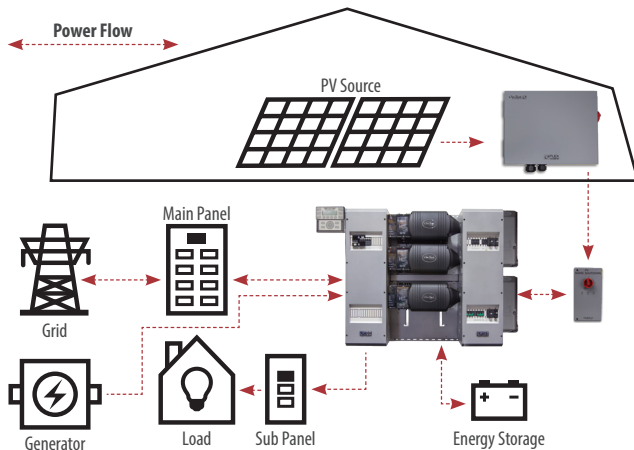 Power Flow
PV Source
Main Panel
Grid
Generator
Load
Sub Panel
Energy Storage